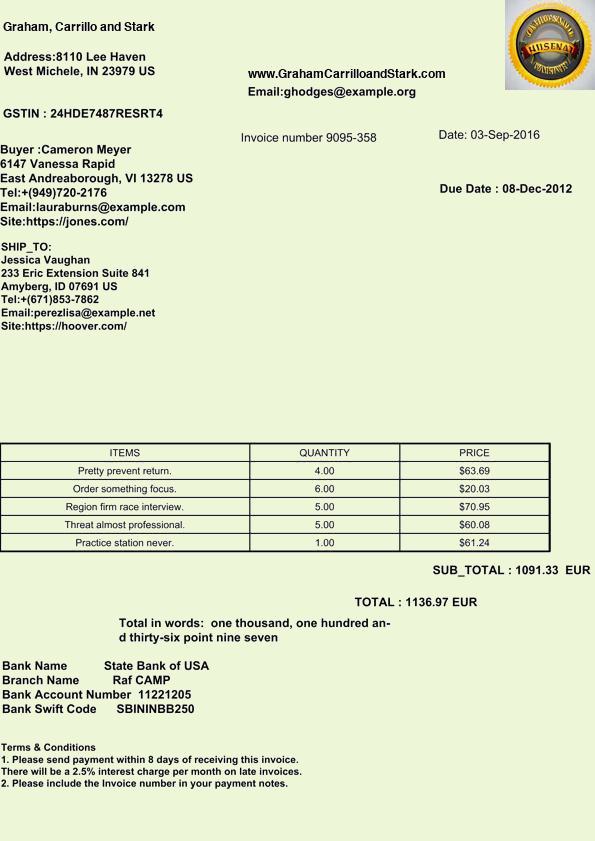 Graham, Carrillo and Stark
Address:8110 Lee Haven
West Michele, IN 23979 US
www.GrahamCarrilloandStark.com
Email:ghodges@example.org
HUSENAT
GSTIN : 24HDE7487RESRT4
Invoice number 9095-358
Date: 03-Sep-2016
Buyer :Cameron Meyer
6147 Vanessa Rapid
East Andreaborough, VI 13278 US
Tel:+(949)720-2176
Email:lauraburns@example.com
Site:https://jones.com/
Due Date : 08-Dec-2012
SHIP_TO:
Jessica Vaughan
233 Eric Extension Suite 841
Amyberg, ID 07691 US
Tel:+(671)853-7862
Email:perezlisa@example.net
Site:https://hoover.com/
ITEMS QUANTITY PRICE
Pretty prevent return. 4.00 $63.69
Order something focus. 6.00 $20.03
Region firm race interview. 5.00 $70.95
Threat almost professional. 5.00 $60.08
Practice station never. 1.00 $61.24
SUB_TOTAL : 1091.33 EUR
TOTAL : 1136.97 EUR
Total in words: one thousand, one hundred an-
d thirty-six point nine seven
Bank Name State Bank of USA
Branch Name Raf CAMP
Bank Account Number 11221205
Bank Swift Code SBININBB250
Terms & Conditions
1. Please send payment within 8 days of receiving this invoice.
There will be a 2.5% interest charge per month on late invoices.
2. Please include the Invoice number in your payment notes.